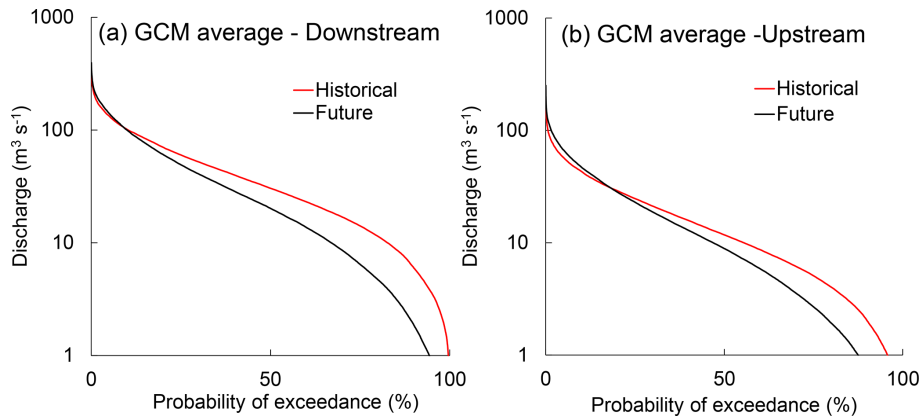 (a) GCM average - Downstream
Historical
Future
Discharge (m³ s⁻¹)
1000
100
10
1
0
50
100
Probability of exceedance (%)
(b) GCM average -Upstream
Historical
Future
Discharge (m³ s⁻¹)
1000
100
10
1
0
50
100
Probability of exceedance (%)